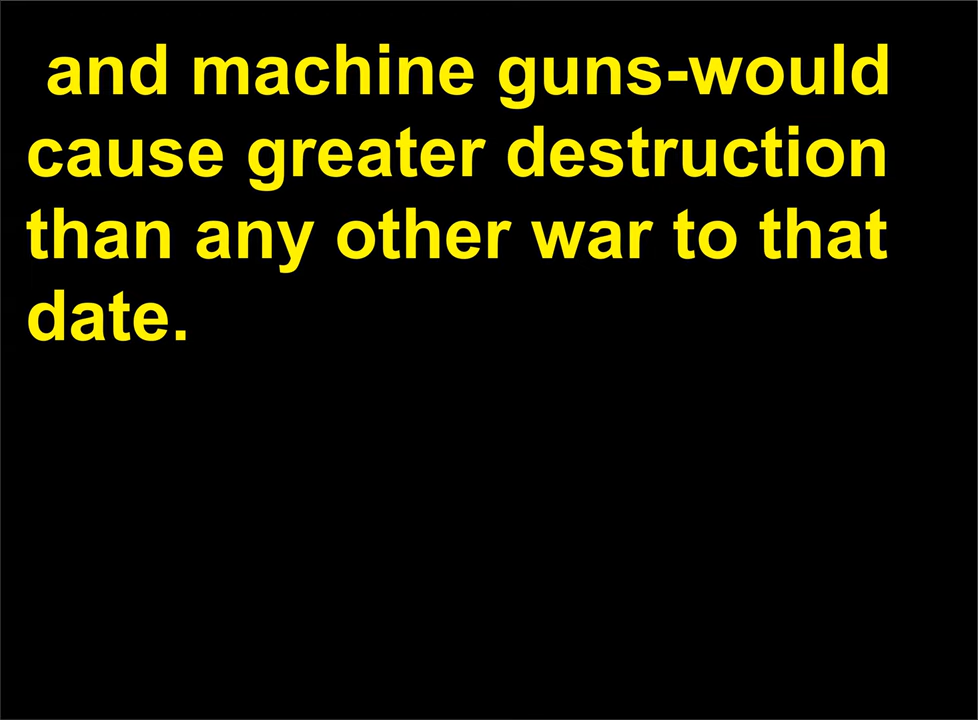 and machine guns-would
cause greater destruction
than any other war to that
date.